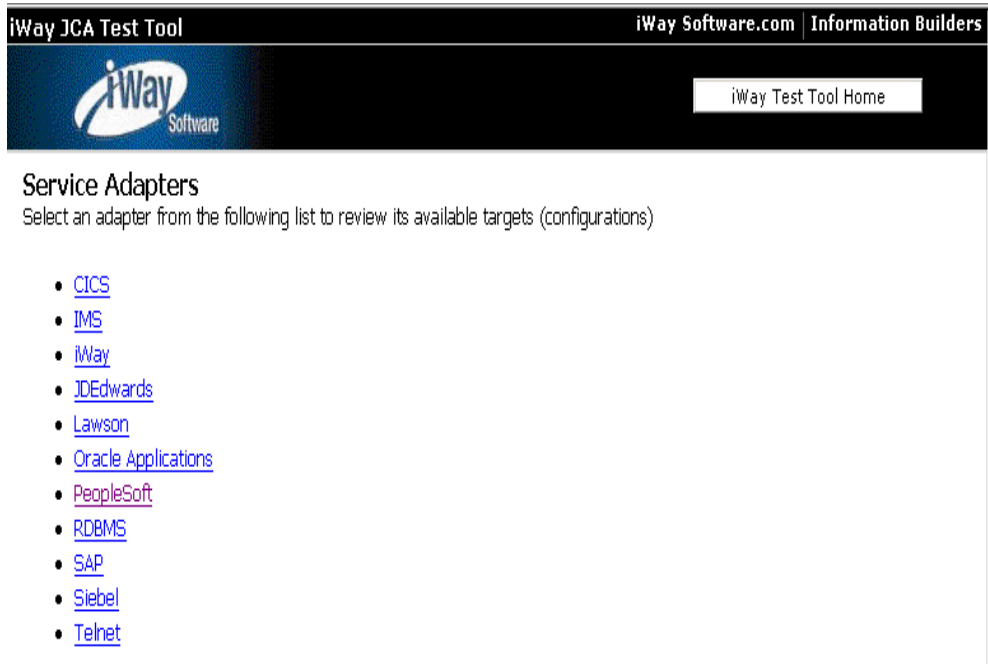 iWay JCA Test Tool
iWay Software.com | Information Builders
iWay
Software
iWay Test Tool Home
Service Adapters
Select an adapter from the following list to review its available targets (configurations)
• CICS
• IMS
• iWay
• JDEdwards
• Lawson
• Oracle Applications
• PeopleSoft
• RDBMS
• SAP
• Siebel
• Telnet